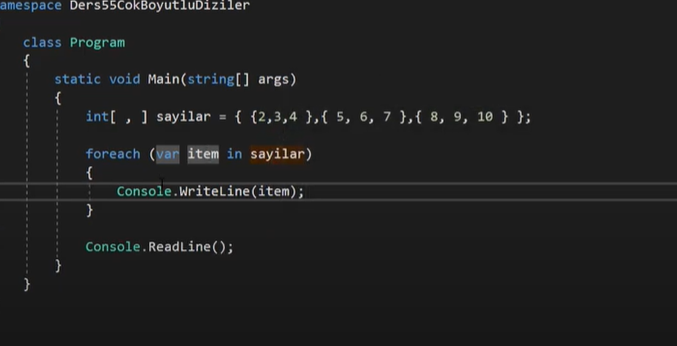 amespace Ders55CokBoyutluDiziler
class Program
{
static void Main(string[] args)
{
int[ , ] sayilar = { {2,3,4 },{ 5, 6, 7 },{ 8, 9, 10 } };
foreach (var item in sayilar)
{
Console.WriteLine(item);
}
Console.ReadLine();
}
}